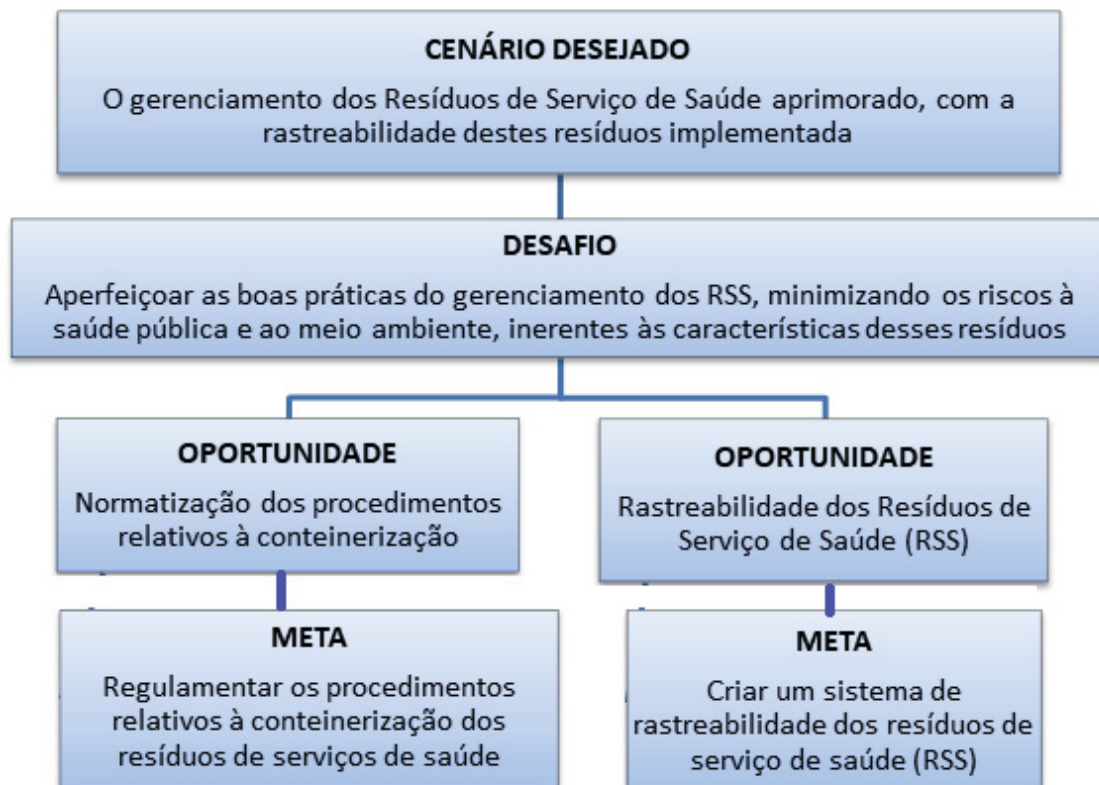 CENÁRIO DESEJADO
O gerenciamento dos Resíduos de Serviço de Saúde aprimorado, com a
rastreabilidade destes resíduos implementada
DESAFIO
Aperfeiçoar as boas práticas do gerenciamento dos RSS, minimizando os riscos à
saúde pública e ao meio ambiente, inerentes às características desses resíduos
OPORTUNIDADE
Normatização dos procedimentos
relativos à conteinerização
OPORTUNIDADE
Rastreabilidade dos Resíduos de
Serviço de Saúde (RSS)
META
Regulamentar os procedimentos
relativos à conteinerização dos
resíduos de serviços de saúde
META
Criar um sistema de
rastreabilidade dos resíduos de
serviço de saúde (RSS)